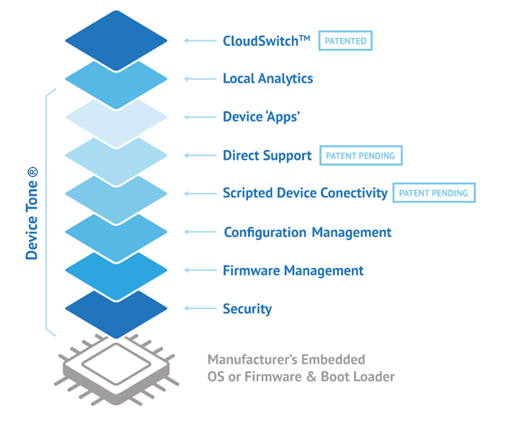 CloudSwitch™ PATENTED
Local Analytics
Device ‘Apps’
Direct Support PATENT PENDING
Scripted Device Conectivity PATENT PENDING
Configuration Management
Firmware Management
Security
Device Tone ®
Manufacturer’s Embedded
OS or Firmware & Boot Loader